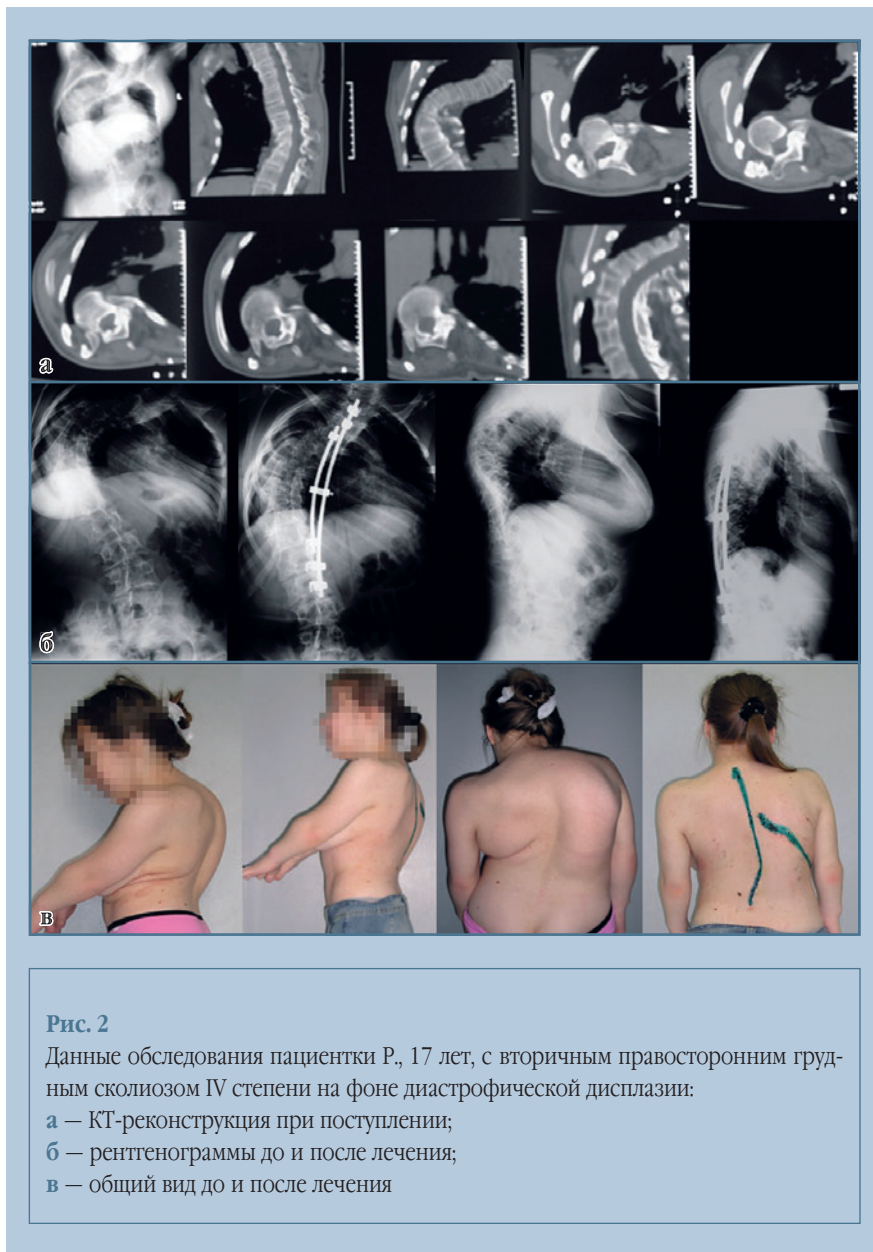 а
б
в
Рис. 2
Данные обследования пациентки Р., 17 лет, с вторичным правосторонним груд-
ным сколиозом IV степени на фоне диастрофической дисплазии:
а — КТ-реконструкция при поступлении;
б — рентгенограммы до и после лечения;
в — общий вид до и после лечения